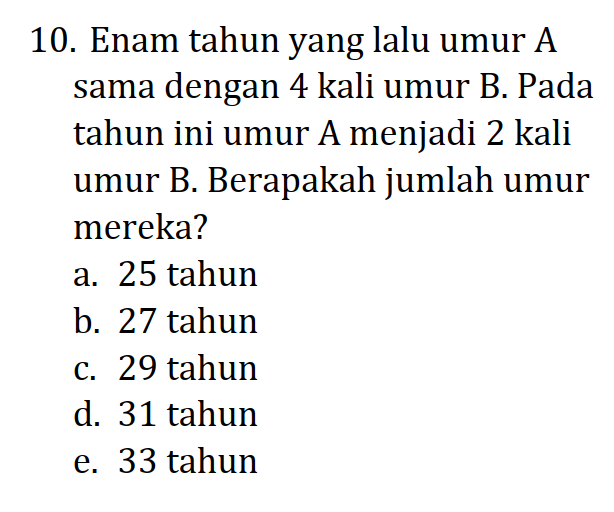 10. Enam tahun yang lalu umur A
sama dengan 4 kali umur B. Pada
tahun ini umur A menjadi 2 kali
umur B. Berapakah jumlah umur
mereka?
a. 25 tahun
b. 27 tahun
c. 29 tahun
d. 31 tahun
e. 33 tahun